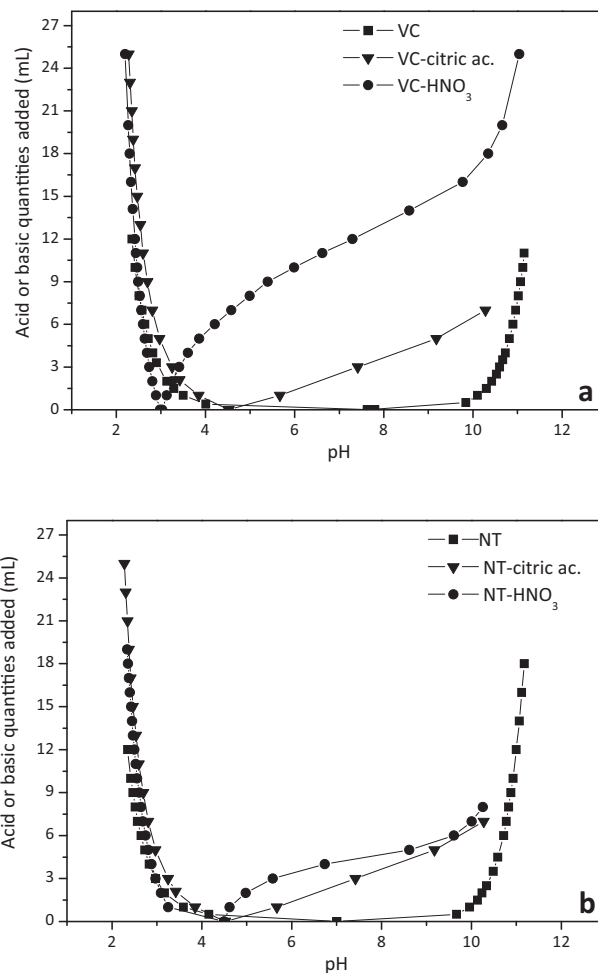 VC
VC-citric ac.
VC-HNO3
27
24
21
18
15
12
9
6
3
0
Acid or basic quantities added (mL)
a
2 4 6 8 10 12
pH
NT
NT-citric ac.
NT-HNO3
27
24
21
18
15
12
9
6
3
0
Acid or basic quantities added (mL)
b
2 4 6 8 10 12
pH